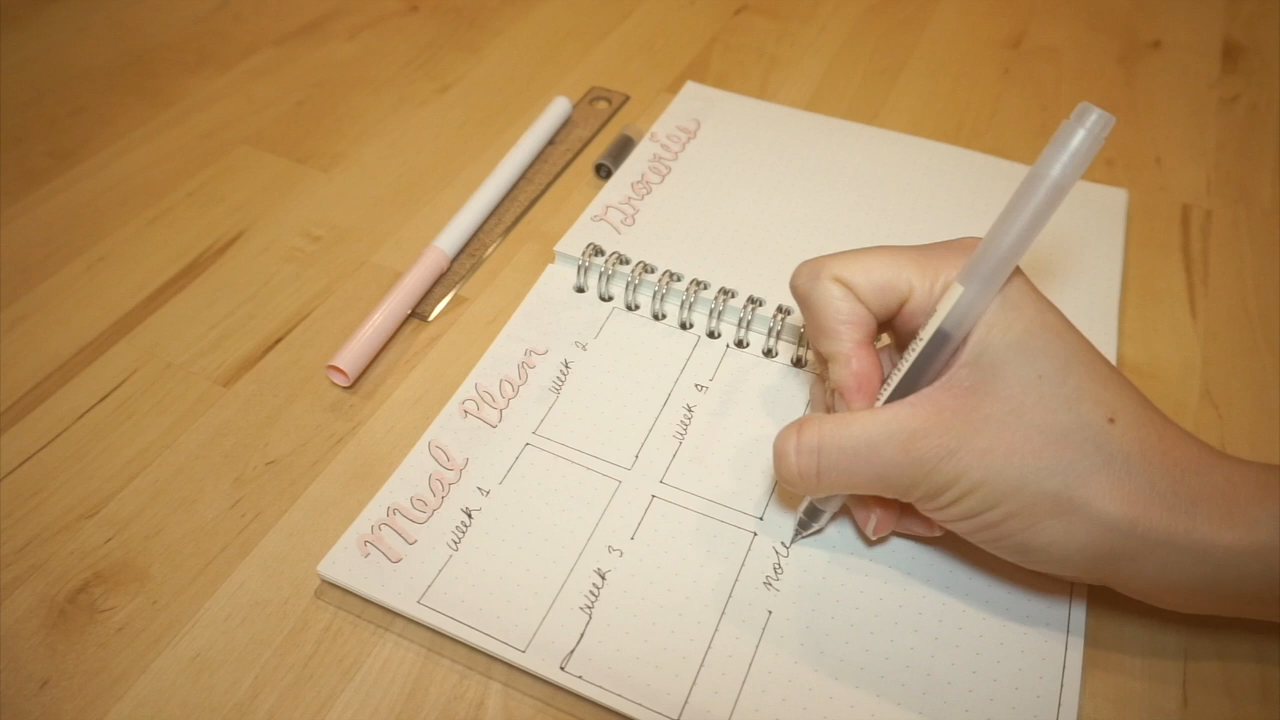 Meal Plan
week 1
week 2
week 3
week 4
note
Groceries